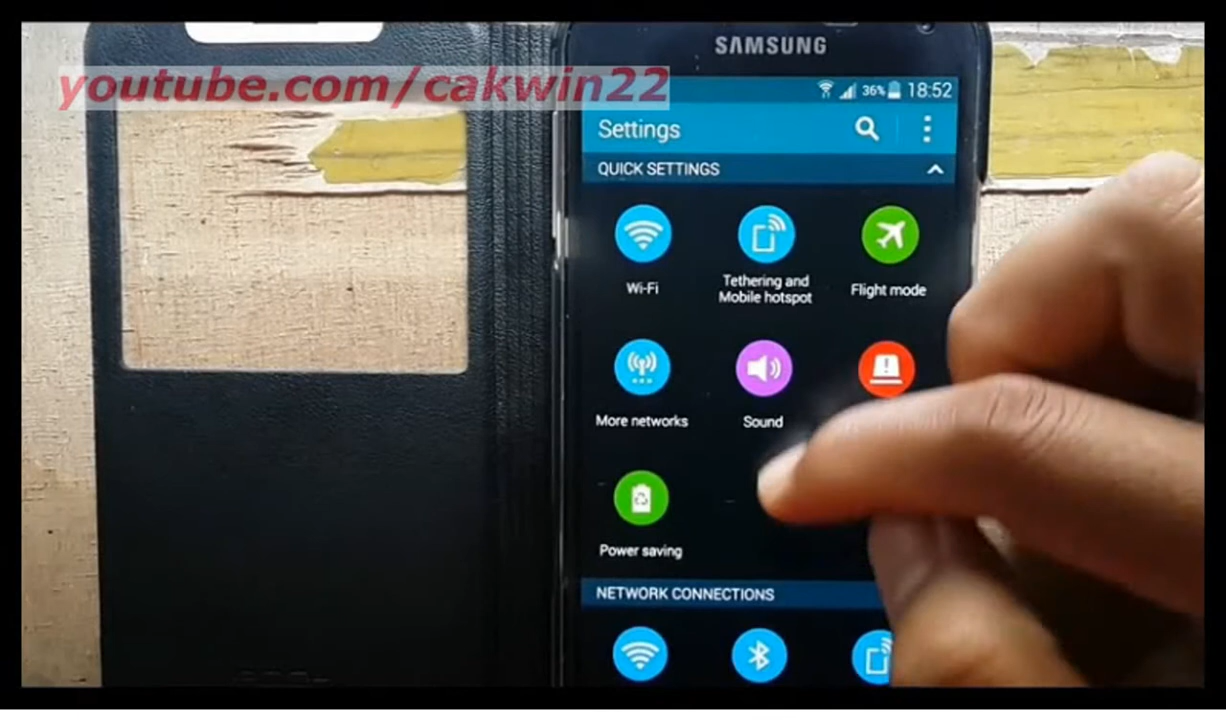 SAMSUNG
youtube.com/cakwin22
36% 18:52
Settings
QUICK SETTINGS
Wi-Fi
Tethering and
Mobile hotspot
Flight mode
More networks
Sound
Power saving
NETWORK CONNECTIONS